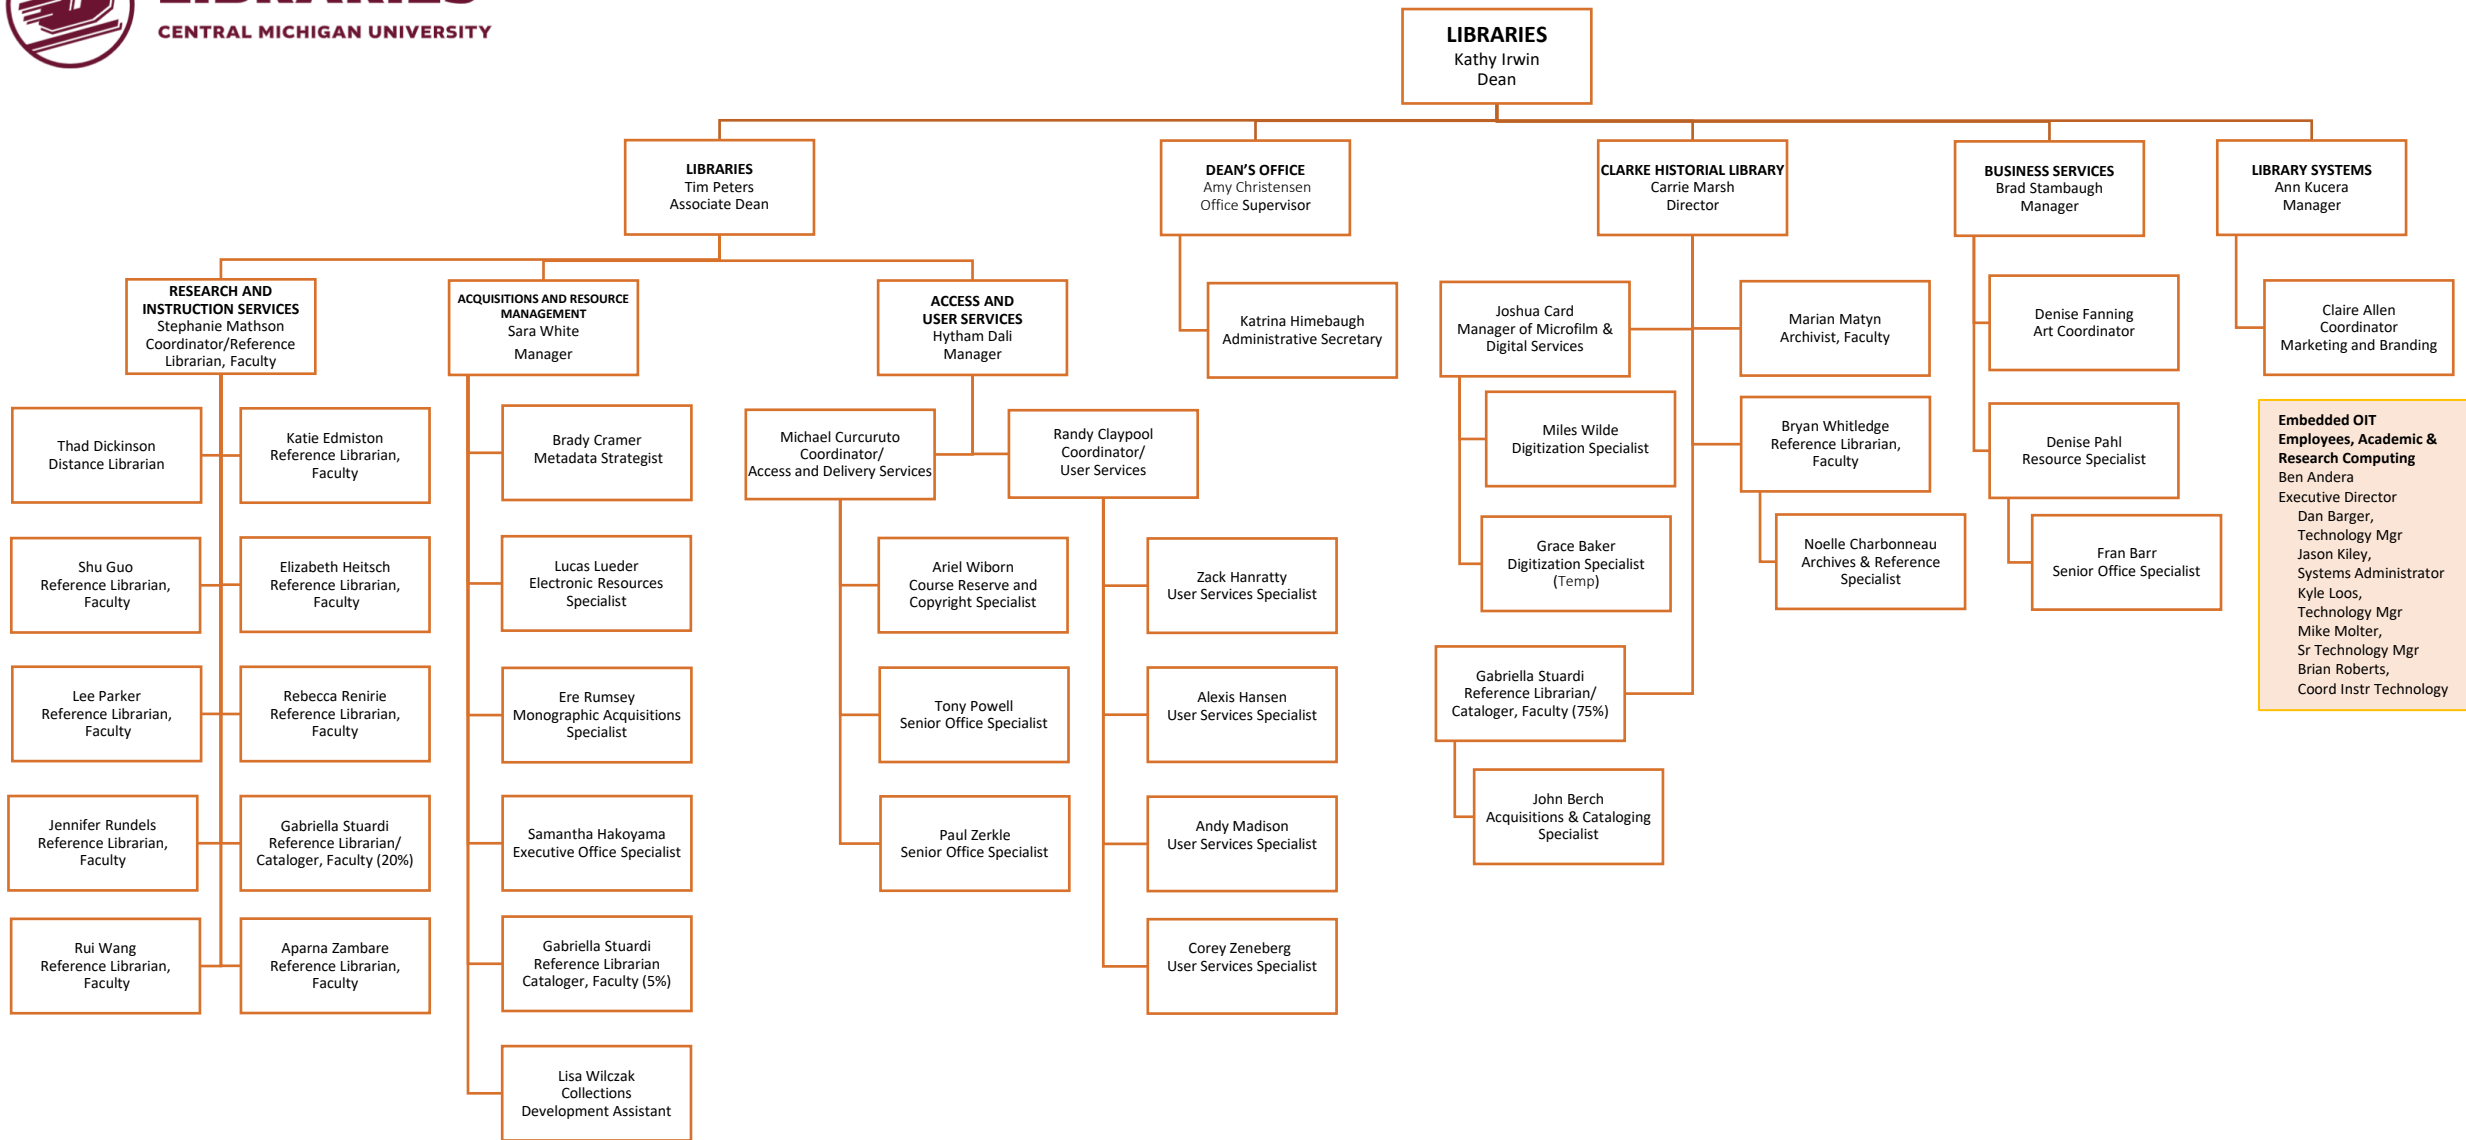 LIBRARIES
CENTRAL MICHIGAN UNIVERSITY
LIBRARIES
Kathy Irwin
Dean
LIBRARIES
Tim Peters
Associate Dean
DEAN'S OFFICE
Amy Christensen
Office Supervisor
CLARKE HISTORIAL LIBRARY
Carrie Marsh
Director
BUSINESS SERVICES
Brad Stambaugh
Manager
LIBRARY SYSTEMS
Ann Kucera
Manager
RESEARCH AND
INSTRUCTION SERVICES
Stephanie Mathson
Coordinator/Reference
Librarian, Faculty
ACQUISITIONS AND RESOURCE
MANAGEMENT
Sara White
Manager
ACCESS AND
USER SERVICES
Hytham Dali
Manager
Katrina Himebaugh
Administrative Secretary
Joshua Card
Manager of Microfilm &
Digital Services
Marian Matyn
Archivist, Faculty
Denise Fanning
Art Coordinator
Claire Allen
Coordinator
Marketing and Branding
Thad Dickinson
Distance Librarian
Katie Edmiston
Reference Librarian,
Faculty
Brady Cramer
Metadata Strategist
Michael Curcuruto
Coordinator/
Access and Delivery Services
Randy Claypool
Coordinator/
User Services
Miles Wilde
Digitization Specialist
Bryan Whitledge
Reference Librarian,
Faculty
Denise Pahl
Resource Specialist
Embedded OIT
Employees, Academic &
Research Computing
Ben Andera
Executive Director
Dan Barger,
Technology Mgr
Jason Kiley,
Systems Administrator
Kyle Loos,
Technology Mgr
Mike Molter,
Sr Technology Mgr
Brian Roberts,
Coord Instr Technology
Shu Guo
Reference Librarian,
Faculty
Elizabeth Heitsch
Reference Librarian,
Faculty
Lucas Lueder
Electronic Resources
Specialist
Ariel Wiborn
Course Reserve and
Copyright Specialist
Zack Hanratty
User Services Specialist
Grace Baker
Digitization Specialist
(Temp)
Noelle Charbonneau
Archives & Reference
Specialist
Fran Barr
Senior Office Specialist
Lee Parker
Reference Librarian,
Faculty
Rebecca Renirie
Reference Librarian,
Faculty
Ere Rumsey
Monographic Acquisitions
Specialist
Tony Powell
Senior Office Specialist
Alexis Hansen
User Services Specialist
Gabriella Stuardi
Reference Librarian/
Cataloger, Faculty (75%)
Jennifer Rundels
Reference Librarian,
Faculty
Gabriella Stuardi
Reference Librarian/
Cataloger, Faculty (20%)
Samantha Hakoyama
Executive Office Specialist
Paul Zerkle
Senior Office Specialist
Andy Madison
User Services Specialist
John Berch
Acquisitions & Cataloging
Specialist
Rui Wang
Reference Librarian,
Faculty
Aparna Zambare
Reference Librarian,
Faculty
Gabriella Stuardi
Reference Librarian
Cataloger, Faculty (5%)
Corey Zeneberg
User Services Specialist
Lisa Wilczak
Collections
Development Assistant